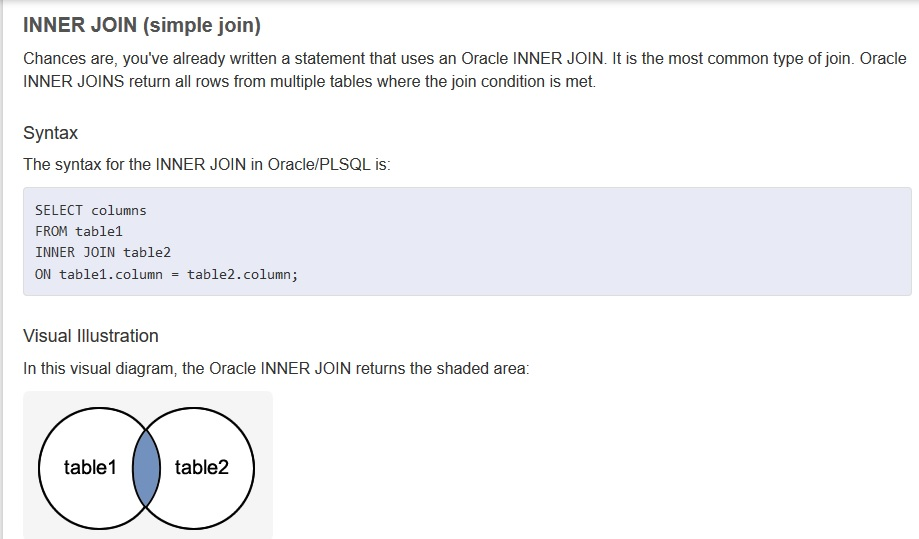 INNER JOIN (simple join)
Chances are, you've already written a statement that uses an Oracle INNER JOIN. It is the most common type of join. Oracle
INNER JOINS return all rows from multiple tables where the join condition is met.
Syntax
The syntax for the INNER JOIN in Oracle/PLSQL is:
SELECT columns
FROM table1
INNER JOIN table2
ON table1.column = table2.column;
Visual Illustration
In this visual diagram, the Oracle INNER JOIN returns the shaded area:
table1 table2